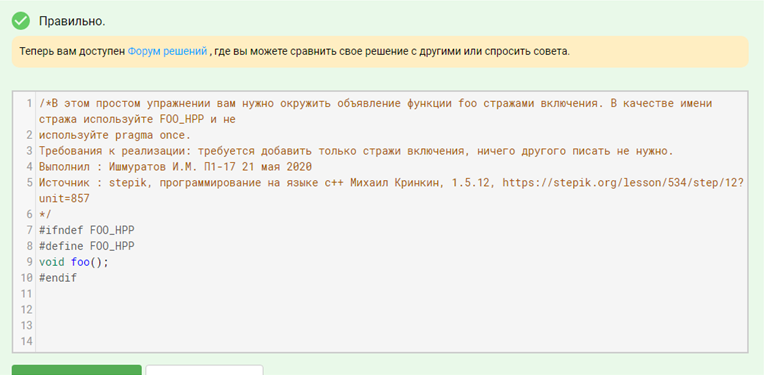 Правильно.
Теперь вам доступен Форум решений , где вы можете сравнить свое решение с другими или спросить совета.
1 /*В этом простом упражнении вам нужно окружить объявление функции foo стражами включения. В качестве имени
стража используйте FOO_HPP и не
2 используйте pragma once.
3 Требования к реализации: требуется добавить только стражи включения, ничего другого писать не нужно.
4 Выполнил : Ишмуратов И.М. П1-17 21 мая 2020
5 Источник : stepik, программирование на языке с++ Михаил Кринкин, 1.5.12, https://stepik.org/lesson/534/step/12?
unit=857
6 */
7 #ifndef FOO_HPP
8 #define FOO_HPP
9 void foo();
10 #endif
11
12
13
14